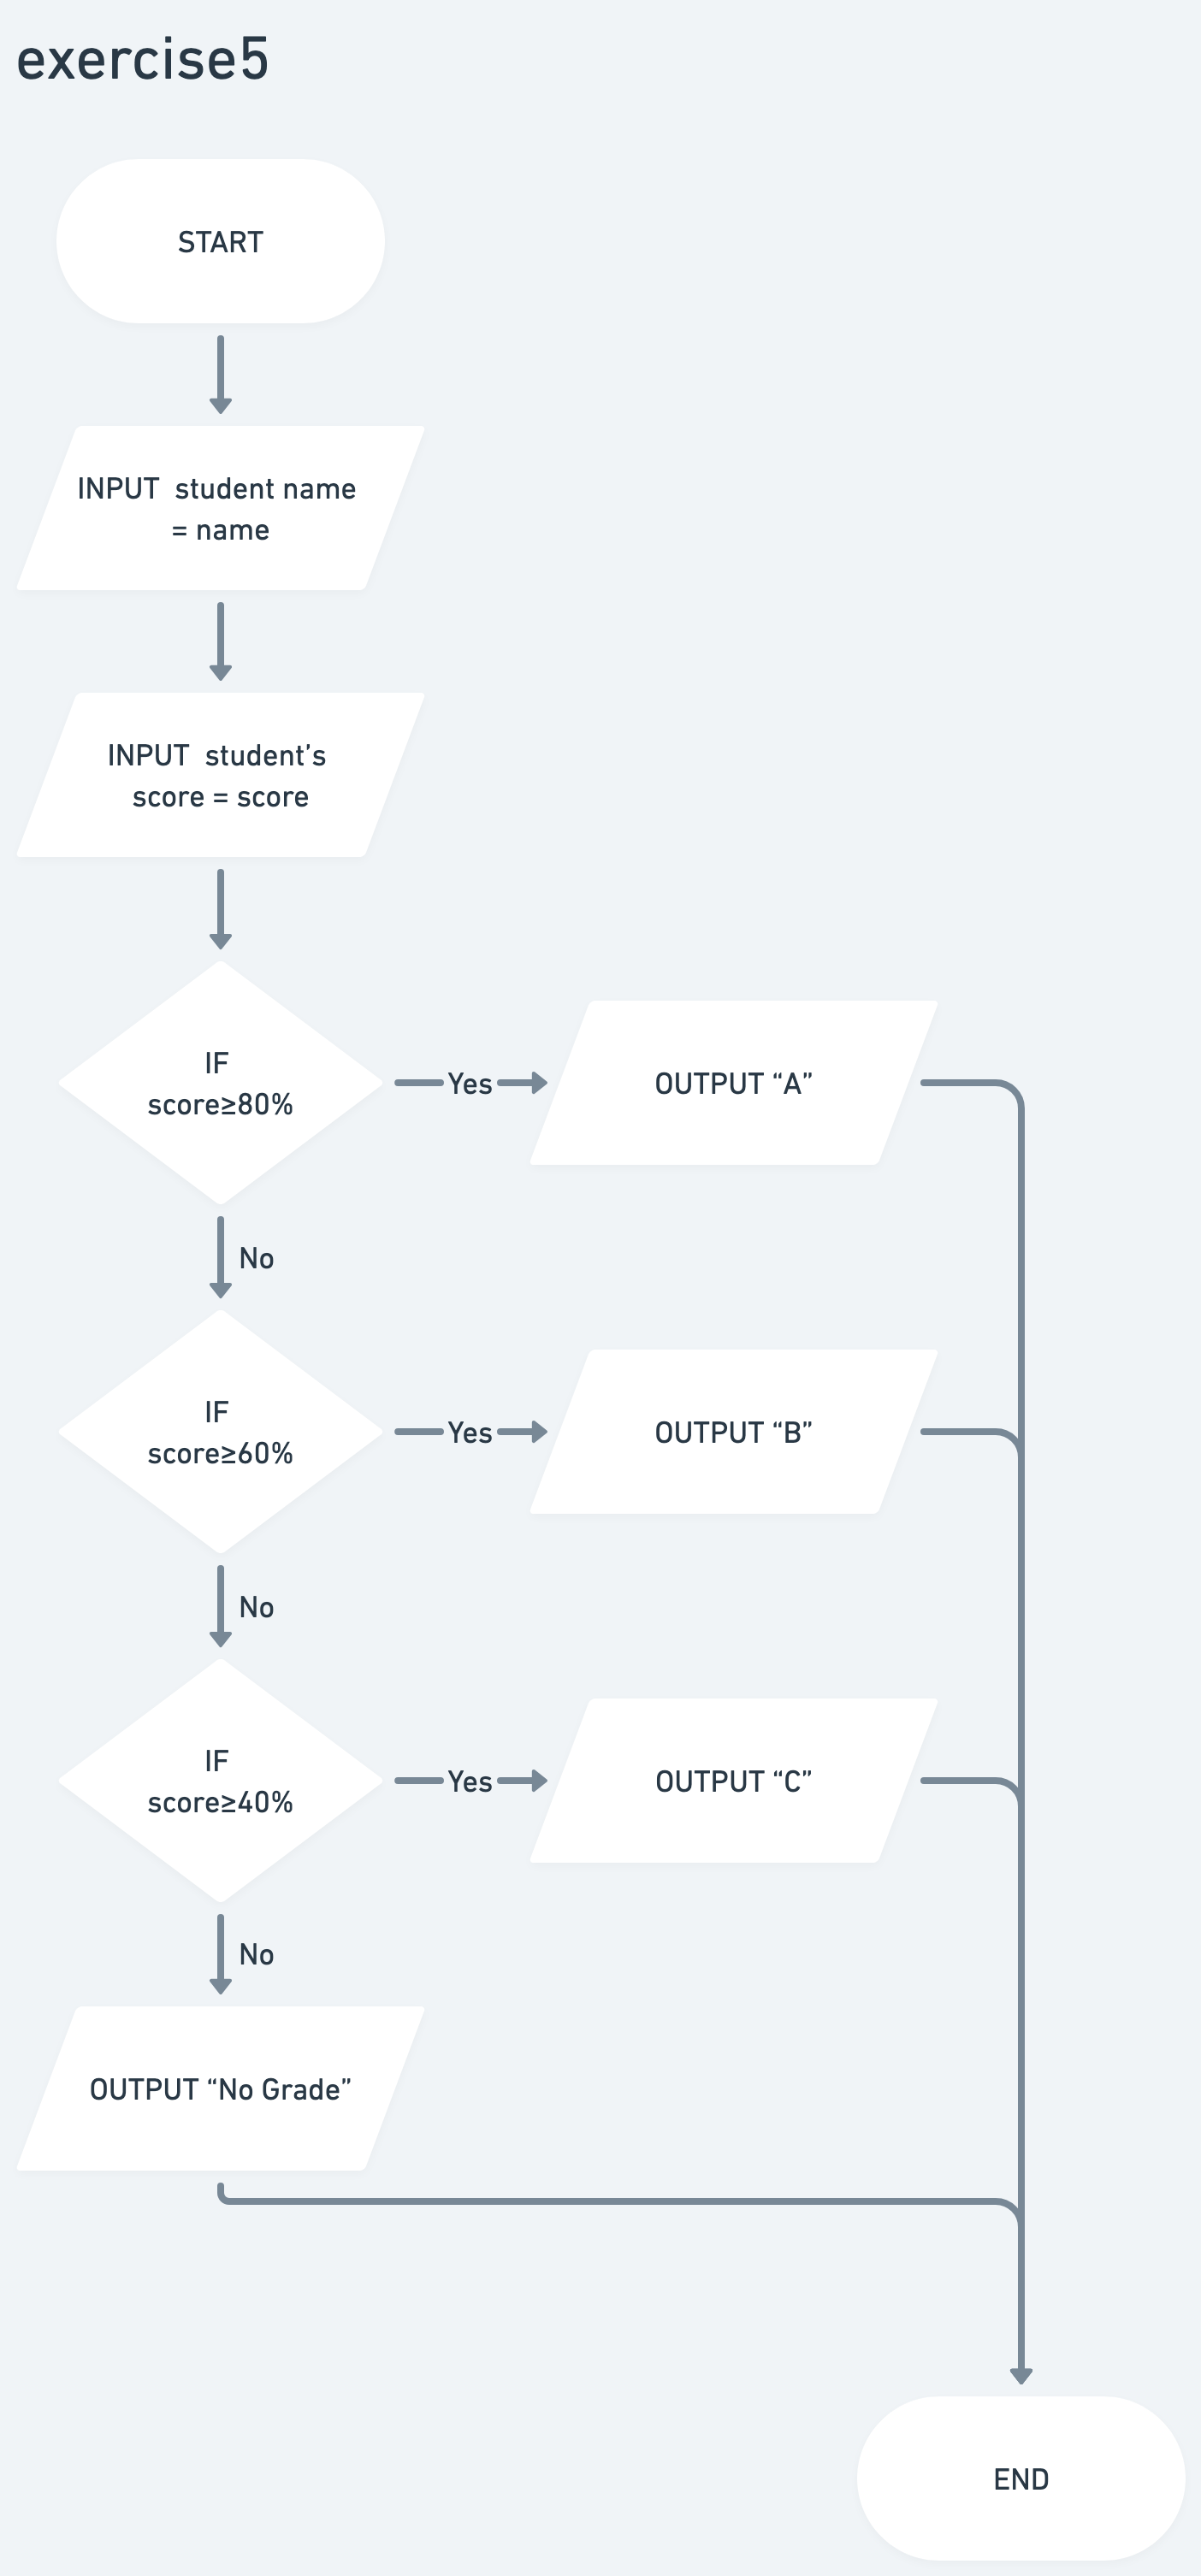 exercise5
START
INPUT  student name
= name
INPUT  student’s
score = score
IF
score≥80%
Yes
OUTPUT “A”
No
IF
score≥60%
Yes
OUTPUT “B”
No
IF
score≥40%
Yes
OUTPUT “C”
No
OUTPUT “No Grade”
END